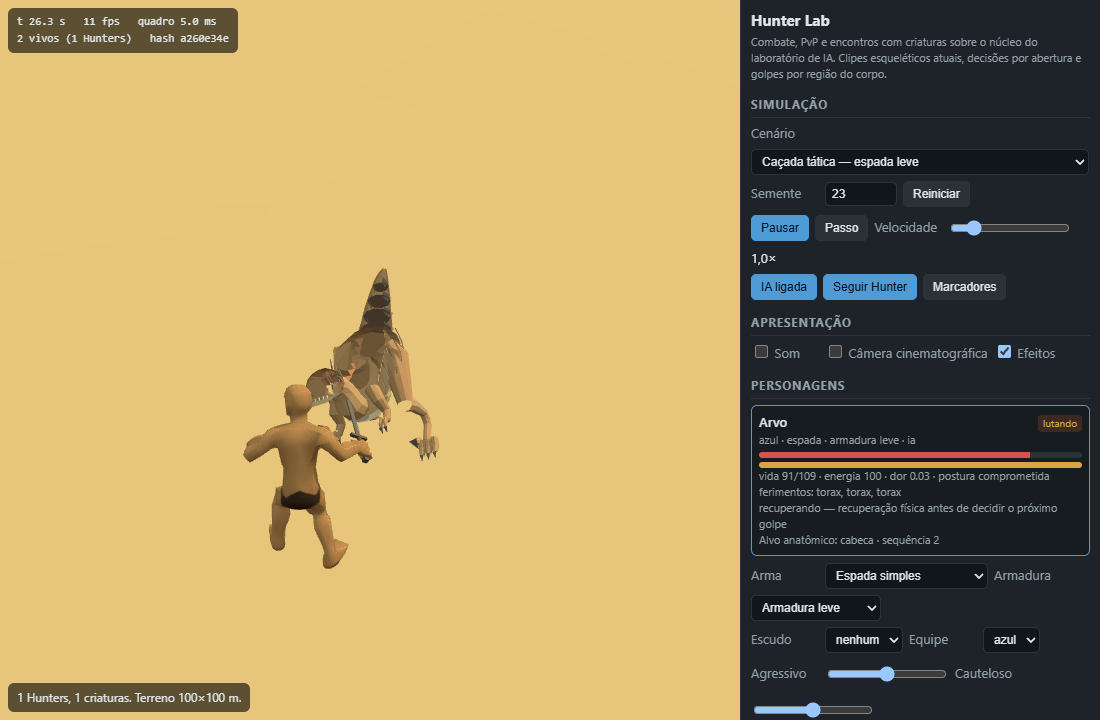 t 26.3 s 11 fps quadro 5.0 ms
2 vivos (1 Hunters) hash a260e34e
1 Hunters, 1 criaturas. Terreno 100×100 m.
Hunter Lab
Combate, PvP e encontros com criaturas sobre o núcleo do
laboratório de IA. Clipes esqueléticos atuais, decisões por abertura e
golpes por região do corpo.
SIMULAÇÃO
Cenário
Caçada tática — espada leve
Semente 23 Reiniciar
Pausar Passo Velocidade
1,0×
IA ligada Seguir Hunter Marcadores
APRESENTAÇÃO
Som Câmera cinematográfica Efeitos
PERSONAGENS
Arvo lutando
azul · espada · armadura leve · ia
vida 91/109 · energia 100 · dor 0.03 · postura comprometida
ferimentos: torax, torax, torax
recuperando — recuperação física antes de decidir o próximo
golpe
Alvo anatômico: cabeca · sequência 2
Arma Espada simples Armadura
Armadura leve
Escudo nenhum Equipe azul
Agressivo Cauteloso